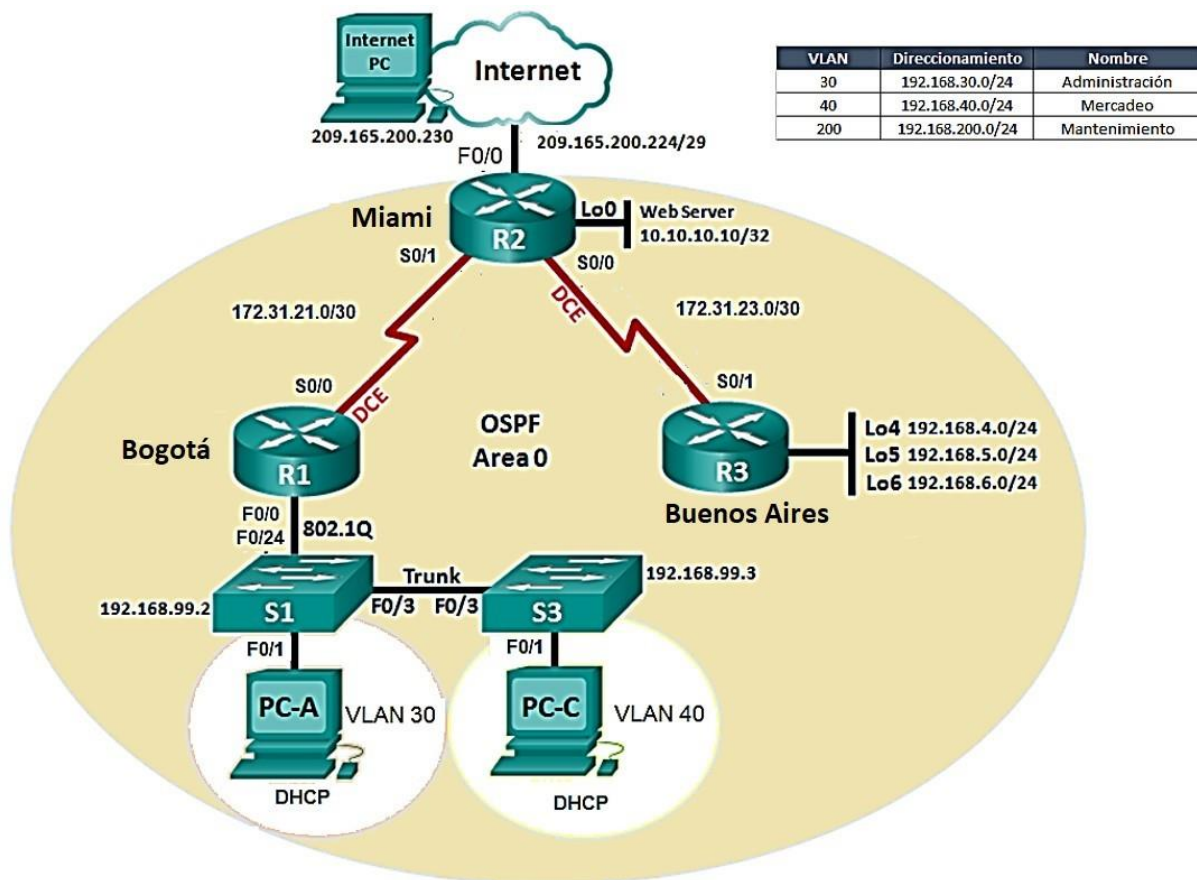 Internet
PC
Internet
209.165.200.230
209.165.200.224/29
F0/0
VLAN Direccionamiento Nombre
30 192.168.30.0/24 Administración
40 192.168.40.0/24 Mercadeo
200 192.168.200.0/24 Mantenimiento
Miami
R2
Lo0
Web Server
10.10.10.10/32
S0/1
S0/0
DCE
172.31.21.0/30
172.31.23.0/30
S0/0
DCE
S0/1
Bogotá
R1
OSPF
Area 0
R3
Buenos Aires
Lo4 192.168.4.0/24
Lo5 192.168.5.0/24
Lo6 192.168.6.0/24
F0/0
F0/24
802.1Q
192.168.99.2
S1
Trunk
F0/3 F0/3
S3
192.168.99.3
F0/1
F0/1
PC-A
VLAN 30
DHCP
PC-C
VLAN 40
DHCP